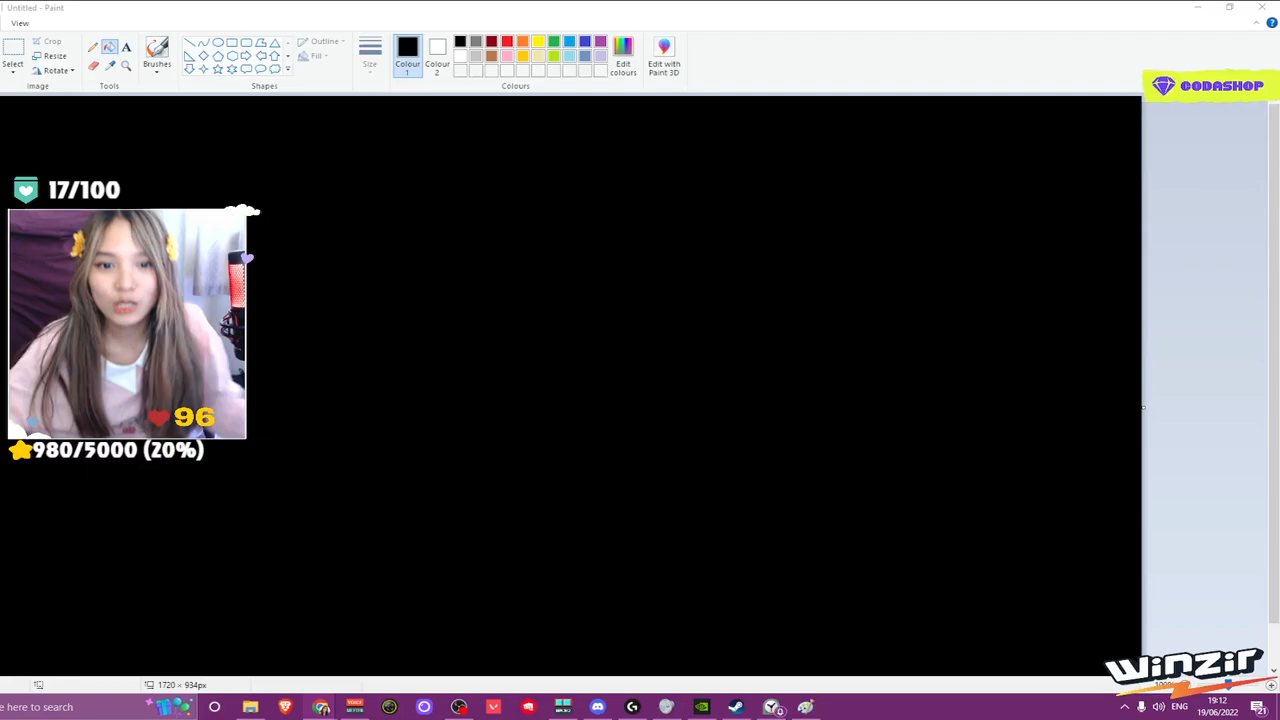 Untitled - Paint
View
Select
Crop
Resize
Rotate
Image
A
Tools
Brushes
Shapes
Outline
Fill
Size
Colour 1
Colour 2
Colours
Edit colours
Edit with Paint 3D
CODASHOP
17/100
96
980/5000 (20%)
WINZIR
1720 × 934px
100%
here to search
ENG
19:12
19/06/2022
21